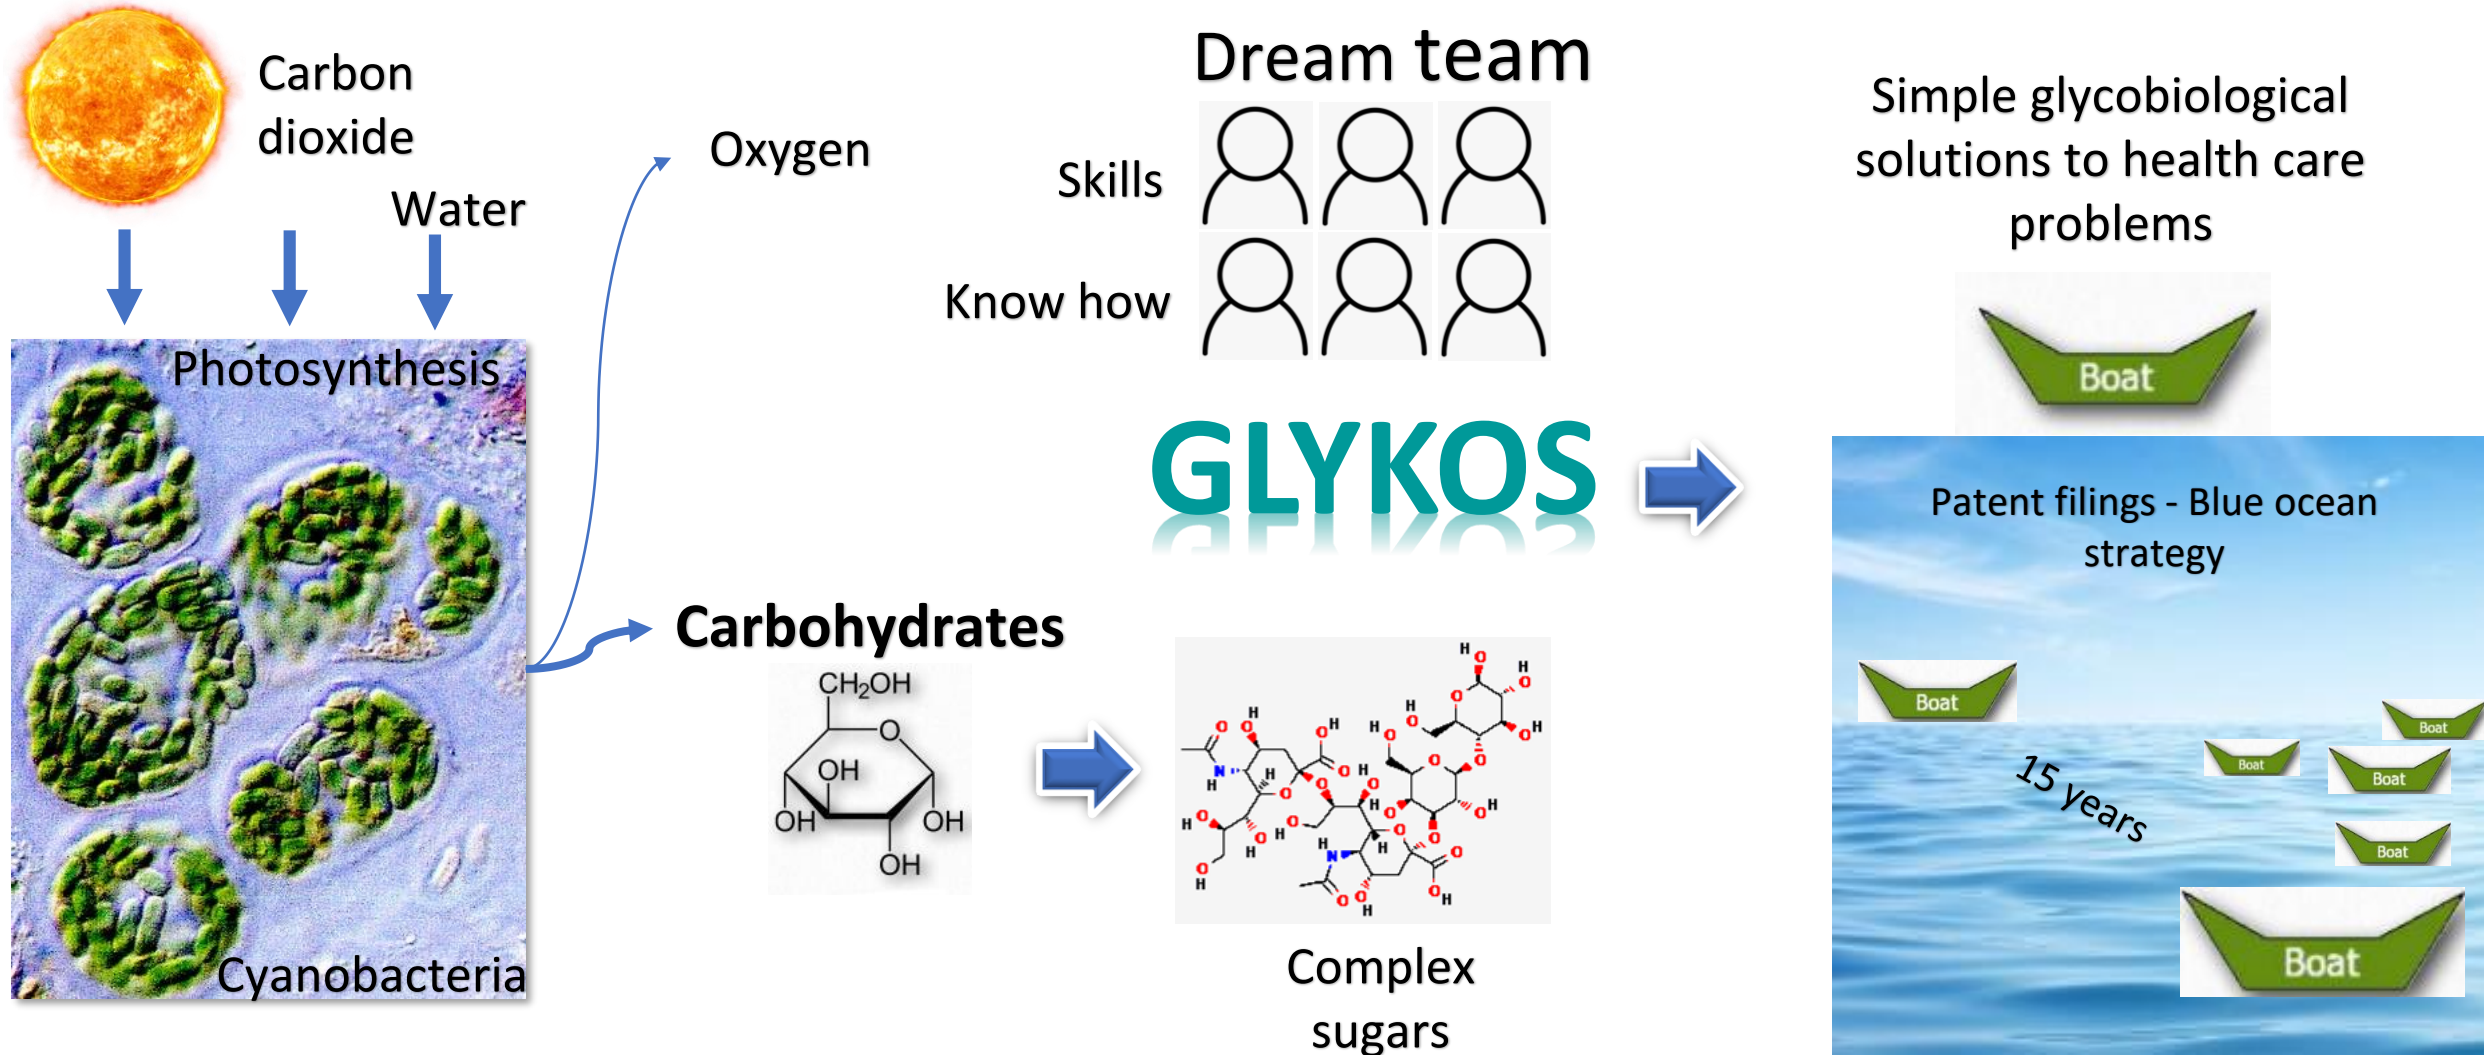 Carbon
dioxide
Water
Photosynthesis
Cyanobacteria
Oxygen
Carbohydrates
CH₂OH
O
OH
OH
OH
OH
Dream team
Skills
Know how
GLYKOS
Complex
sugars
Simple glycobiological
solutions to health care
problems
Boat
Patent filings - Blue ocean
strategy
Boat
Boat
Boat
Boat
15 years
Boat
Boat